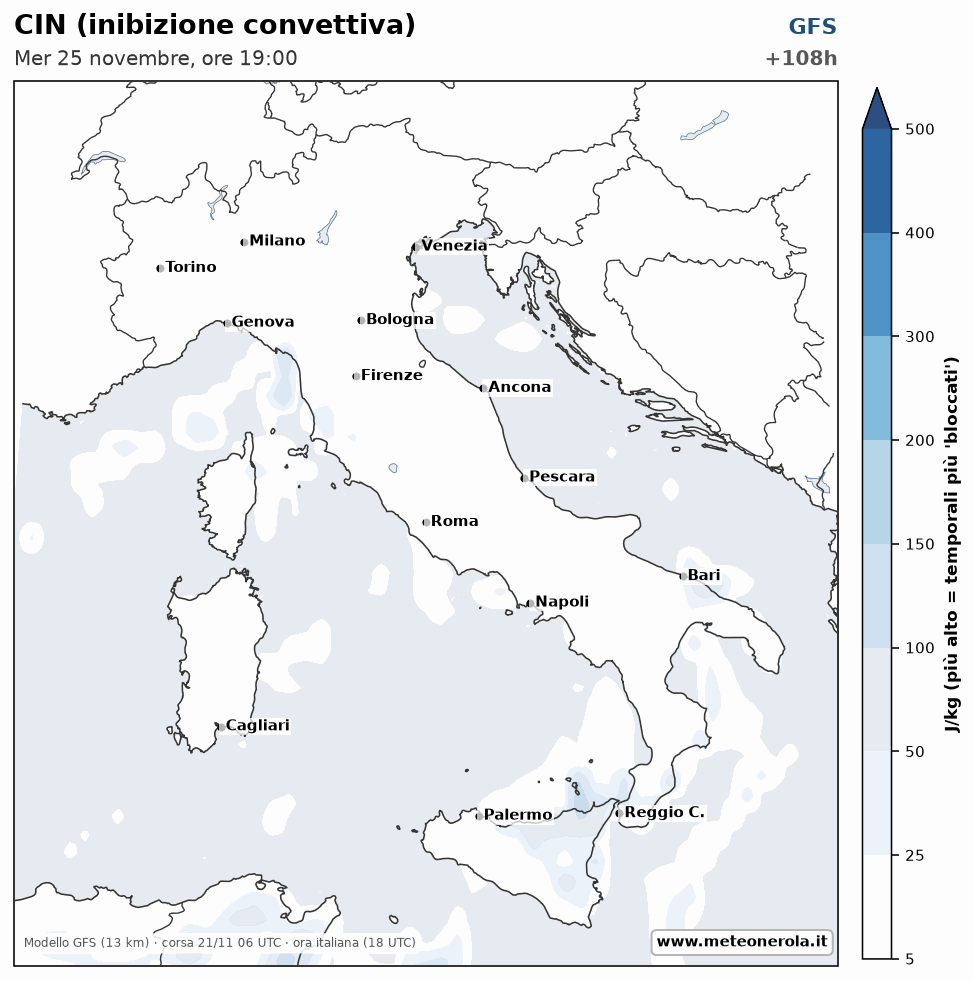 CIN (inibizione convettiva)
GFS
Mer 25 novembre, ore 19:00
+108h
Milano
Venezia
Torino
Genova
Bologna
Firenze
Ancona
Pescara
Roma
Bari
Napoli
Cagliari
Palermo
Reggio C.
500
400
300
200
150
100
50
25
5
J/kg (più alto = temporali più 'bloccati')
Modello GFS (13 km) · corsa 21/11 06 UTC · ora italiana (18 UTC)
www.meteonerola.it